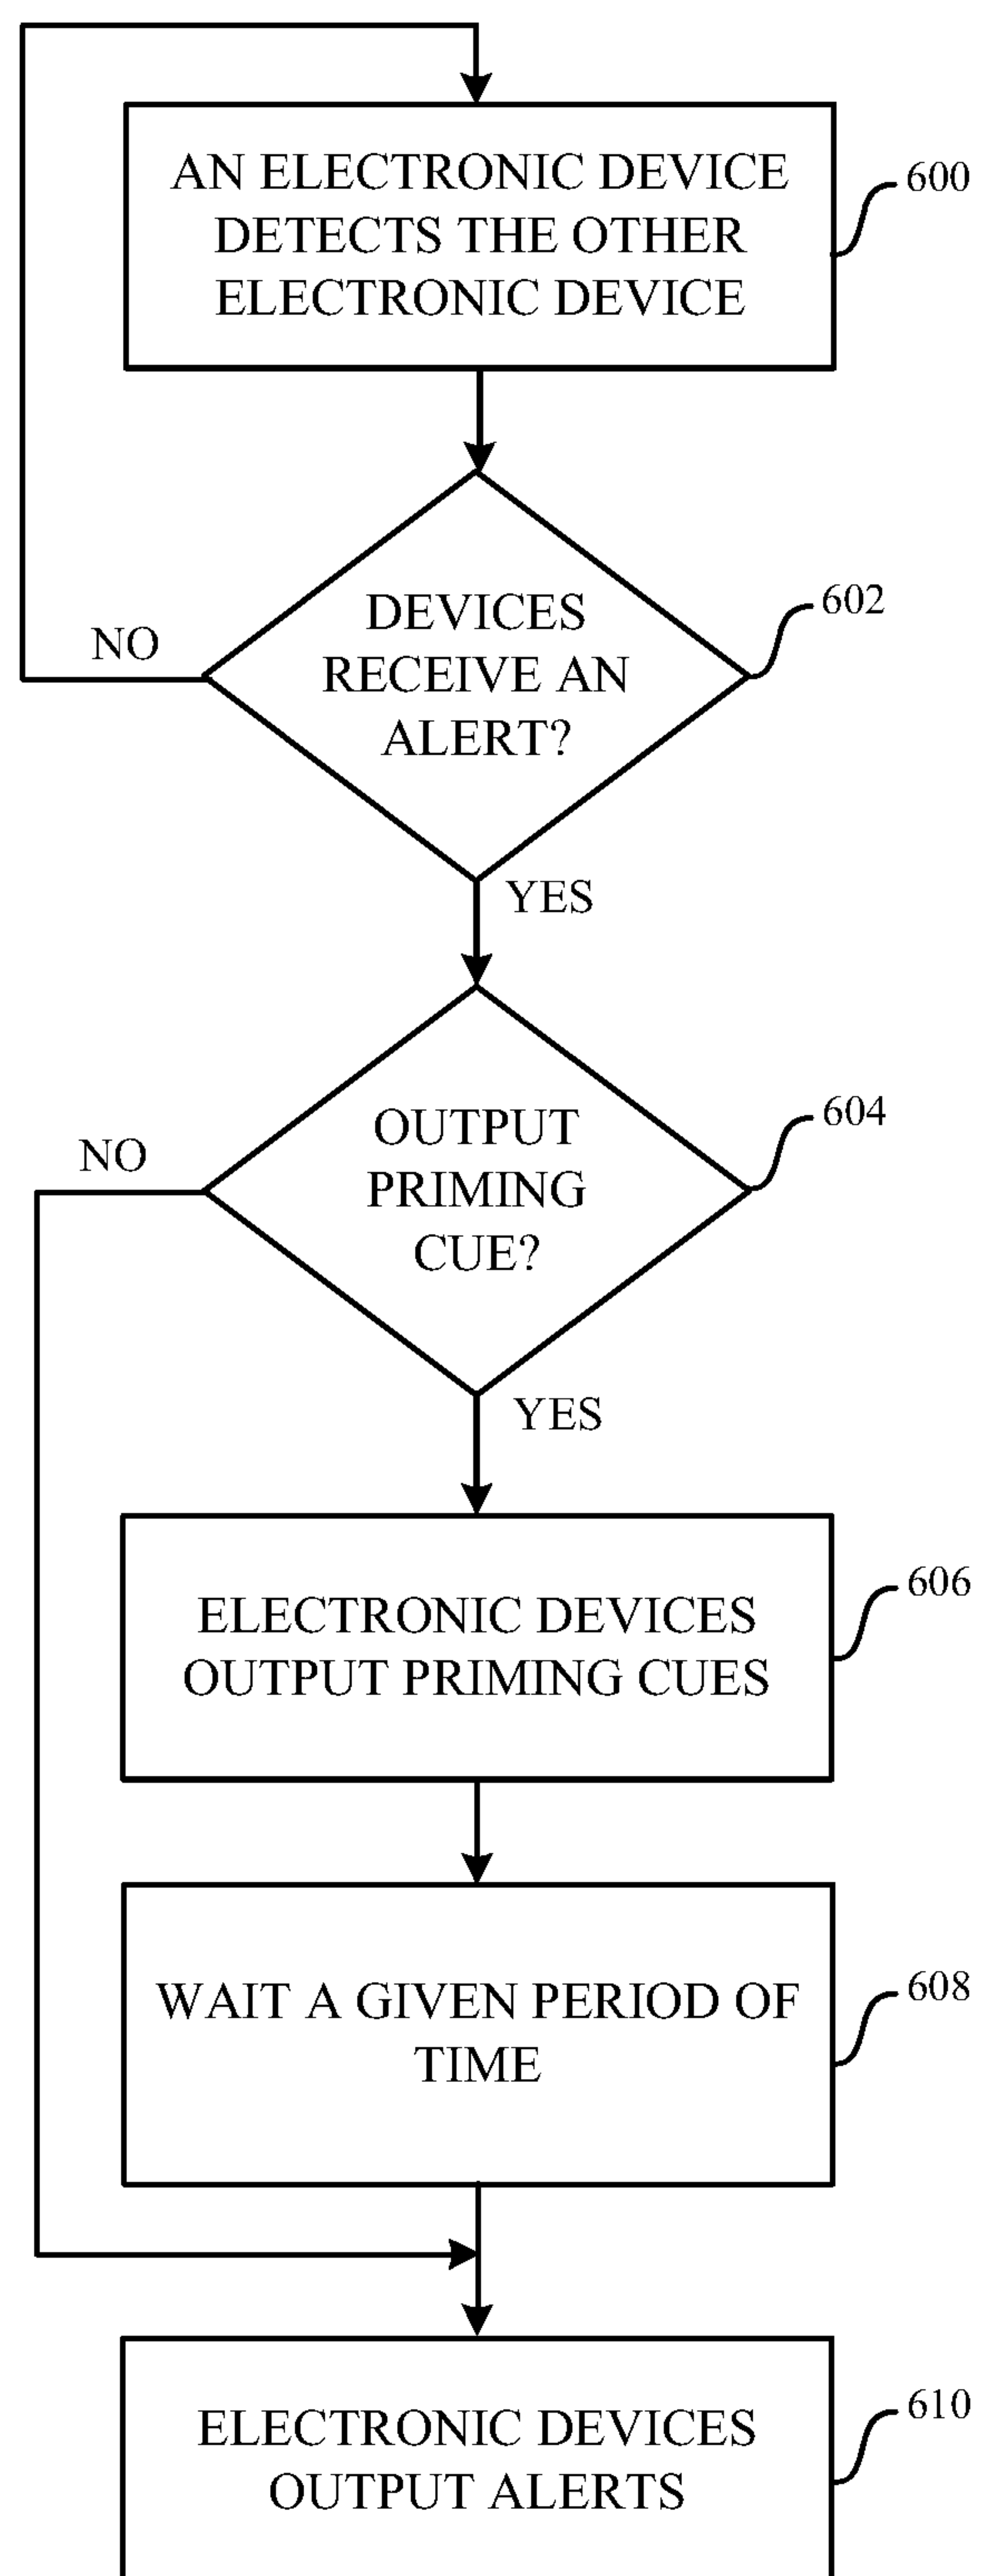 AN ELECTRONIC DEVICE
DETECTS THE OTHER
ELECTRONIC DEVICE
600
DEVICES
RECEIVE AN
ALERT?
602
NO
YES
OUTPUT
PRIMING
CUE?
604
NO
YES
ELECTRONIC DEVICES
OUTPUT PRIMING CUES
606
WAIT A GIVEN PERIOD OF
TIME
608
ELECTRONIC DEVICES
OUTPUT ALERTS
610